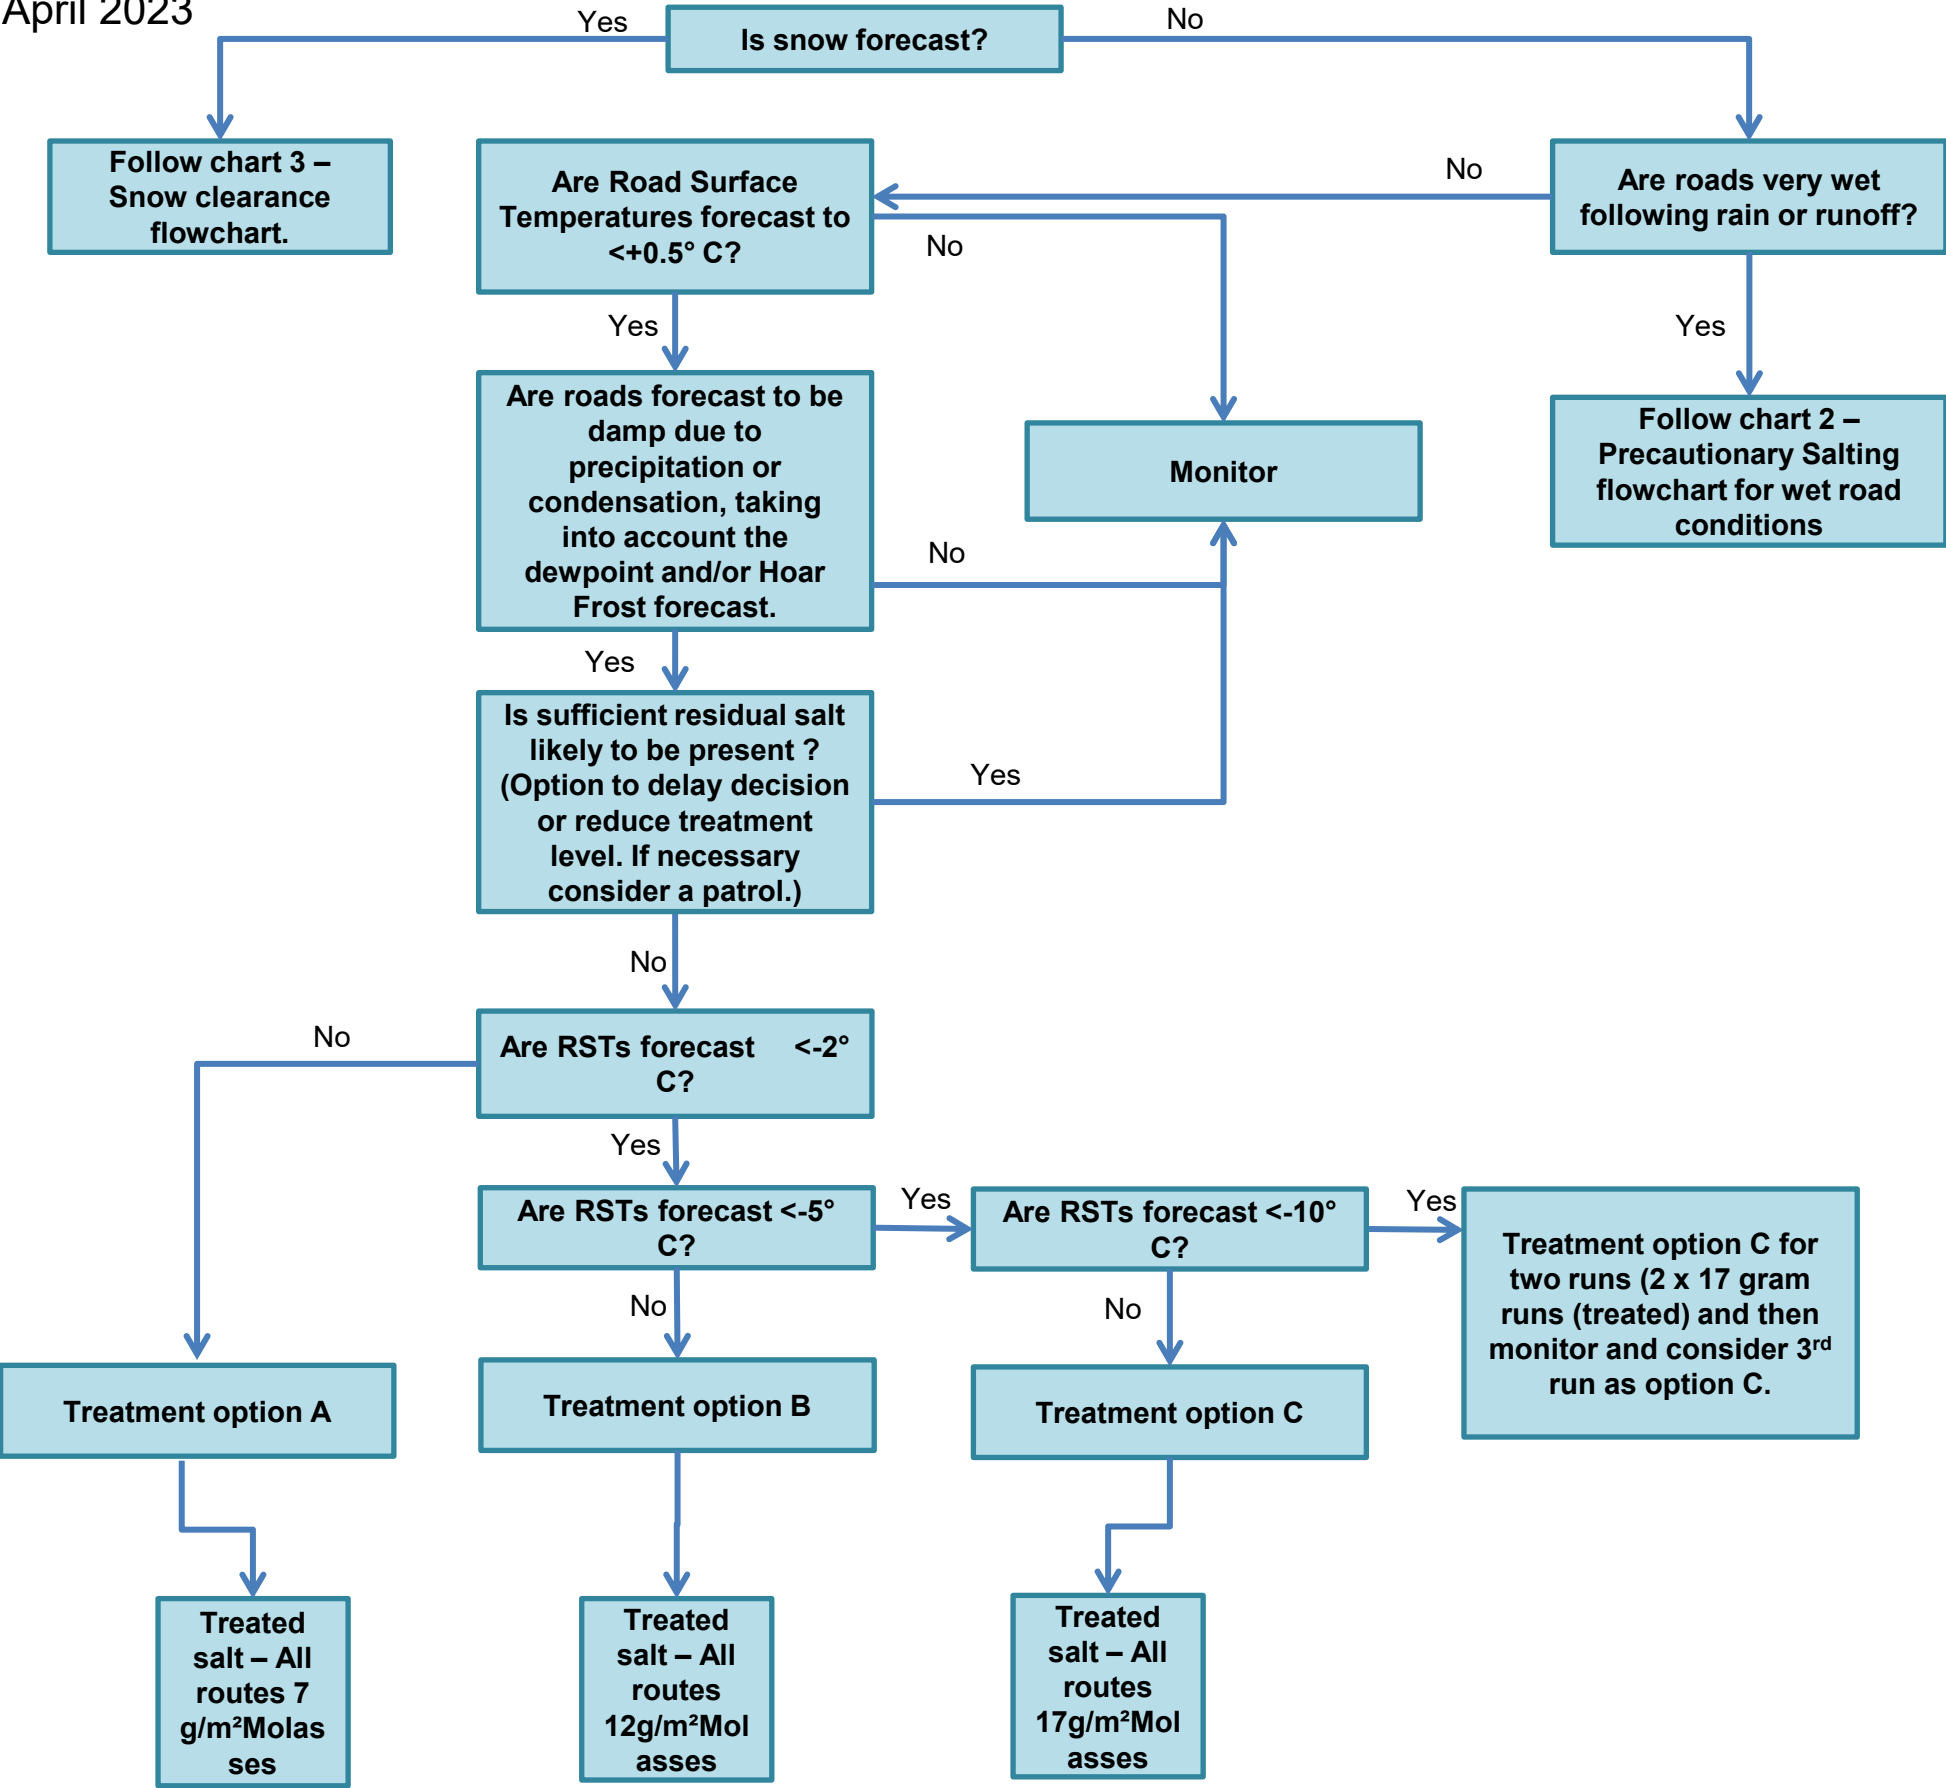 April 2023
Yes
Is snow forecast?
No
Follow chart 3 –
Snow clearance
flowchart.
Are Road Surface
Temperatures forecast to
<+0.5° C?
No
Are roads very wet
following rain or runoff?
No
Yes
Yes
Are roads forecast to be
damp due to
precipitation or
condensation, taking
into account the
dewpoint and/or Hoar
Frost forecast.
Monitor
Follow chart 2 –
Precautionary Salting
flowchart for wet road
conditions
No
Yes
Is sufficient residual salt
likely to be present ?
(Option to delay decision
or reduce treatment
level. If necessary
consider a patrol.)
Yes
No
No
Are RSTs forecast <-2°
C?
Yes
Are RSTs forecast <-5°
C?
Yes
Are RSTs forecast <-10°
C?
Yes
Treatment option C for
two runs (2 x 17 gram
runs (treated) and then
monitor and consider 3rd
run as option C.
No
No
Treatment option A
Treatment option B
Treatment option C
Treated
salt – All
routes 7
g/m²Molas
ses
Treated
salt – All
routes
12g/m²Mol
asses
Treated
salt – All
routes
17g/m²Mol
asses